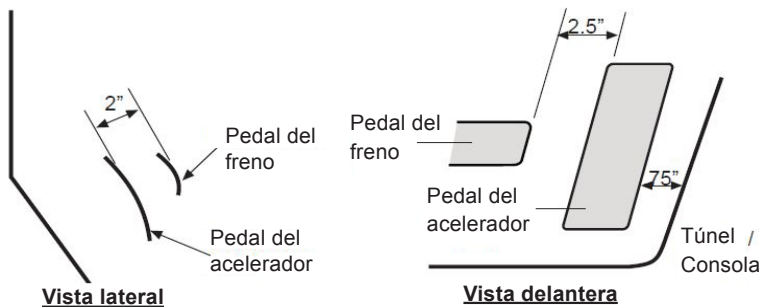 2”
Pedal del
freno
Pedal del
acelerador
Vista lateral
2.5”
Pedal del
freno
Pedal del
acelerador
75”
Túnel /
Consola
Vista delantera